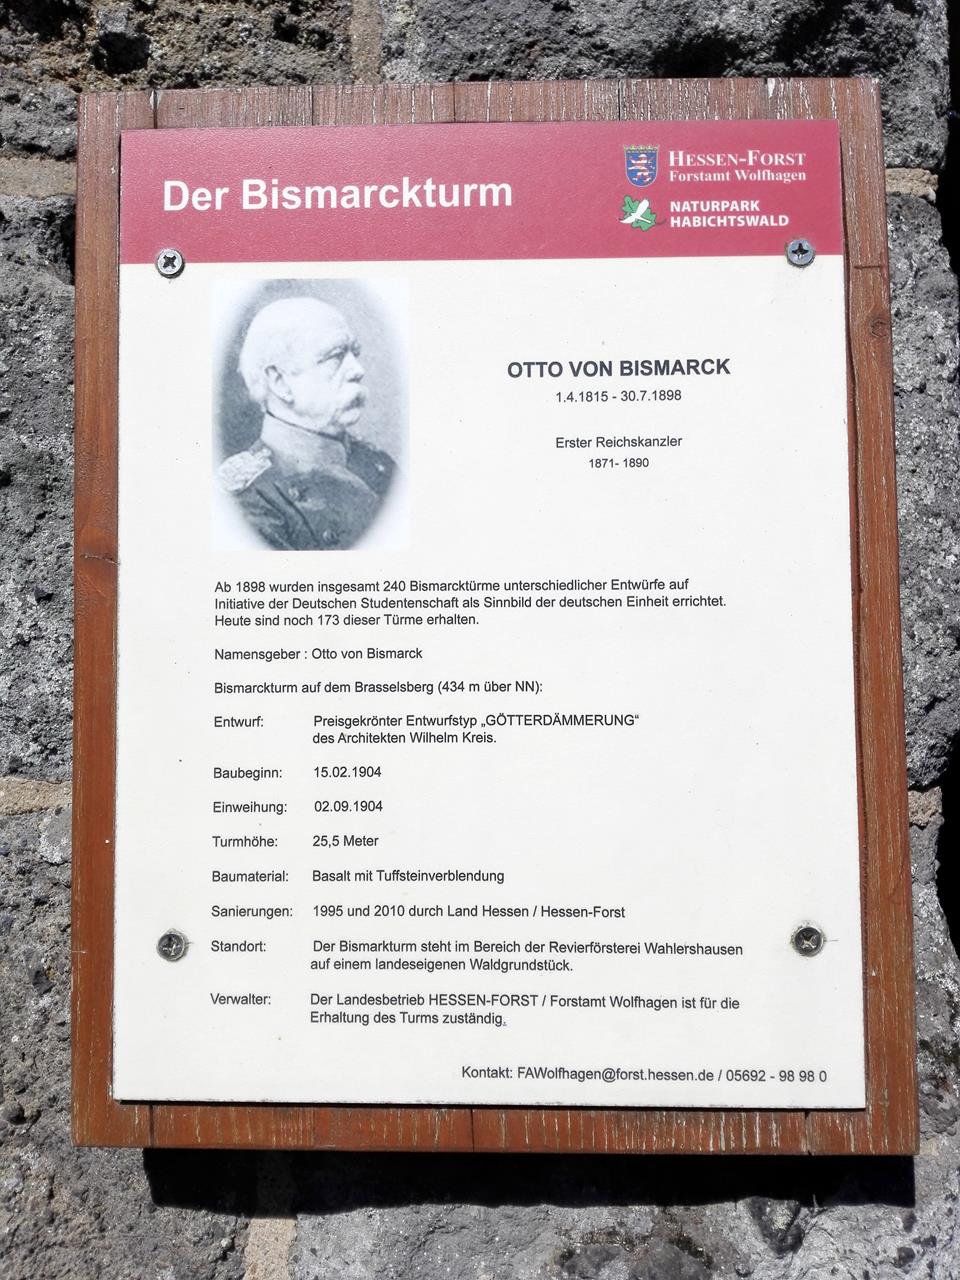 Der Bismarckturm
HESSEN-FORST
Forstamt Wolfhagen
NATURPARK
HABICHTSWALD
OTTO VON BISMARCK
1.4.1815 - 30.7.1898
Erster Reichskanzler
1871- 1890
Ab 1898 wurden insgesamt 240 Bismarcktürme unterschiedlicher Entwürfe auf
Initiative der Deutschen Studentenschaft als Sinnbild der deutschen Einheit errichtet.
Heute sind noch 173 dieser Türme erhalten.
Namensgeber : Otto von Bismarck
Bismarckturm auf dem Brasselsberg (434 m über NN):
Entwurf: Preisgekrönter Entwurfstyp „GÖTTERDÄMMERUNG“
des Architekten Wilhelm Kreis.
Baubeginn: 15.02.1904
Einweihung: 02.09.1904
Turmhöhe: 25,5 Meter
Baumaterial: Basalt mit Tuffsteinverblendung
Sanierungen: 1995 und 2010 durch Land Hessen / Hessen-Forst
Standort: Der Bismarkturm steht im Bereich der Revierförsterei Wahlershausen
auf einem landeseigenen Waldgrundstück.
Verwalter: Der Landesbetrieb HESSEN-FORST / Forstamt Wolfhagen ist für die
Erhaltung des Turms zuständig.
Kontakt: FAWolfhagen@forst.hessen.de / 05692 - 98 98 0